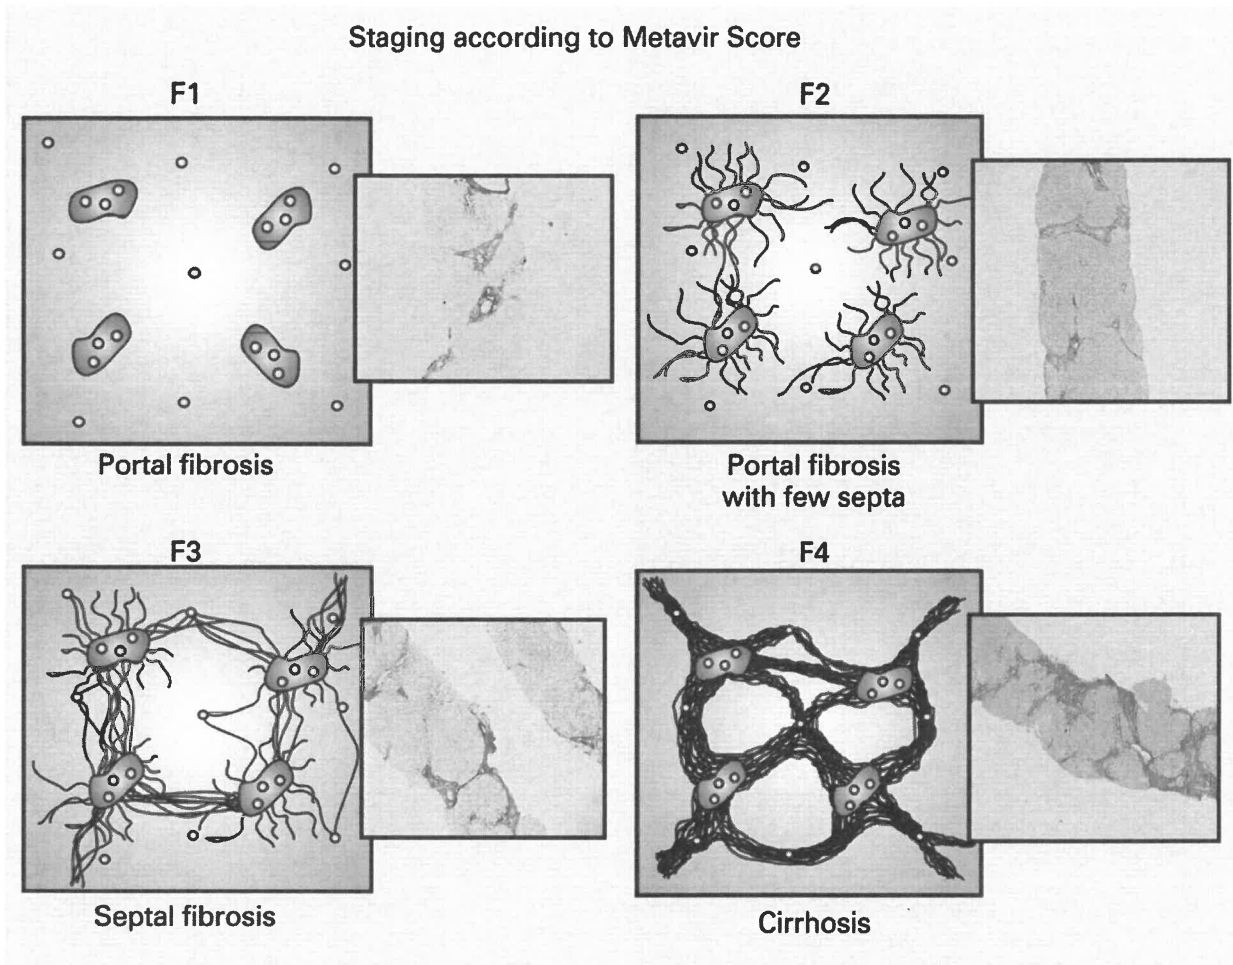 Staging according to Metavir Score
F1
F2
Portal fibrosis
Portal fibrosis
with few septa
F3
F4
Septal fibrosis
Cirrhosis